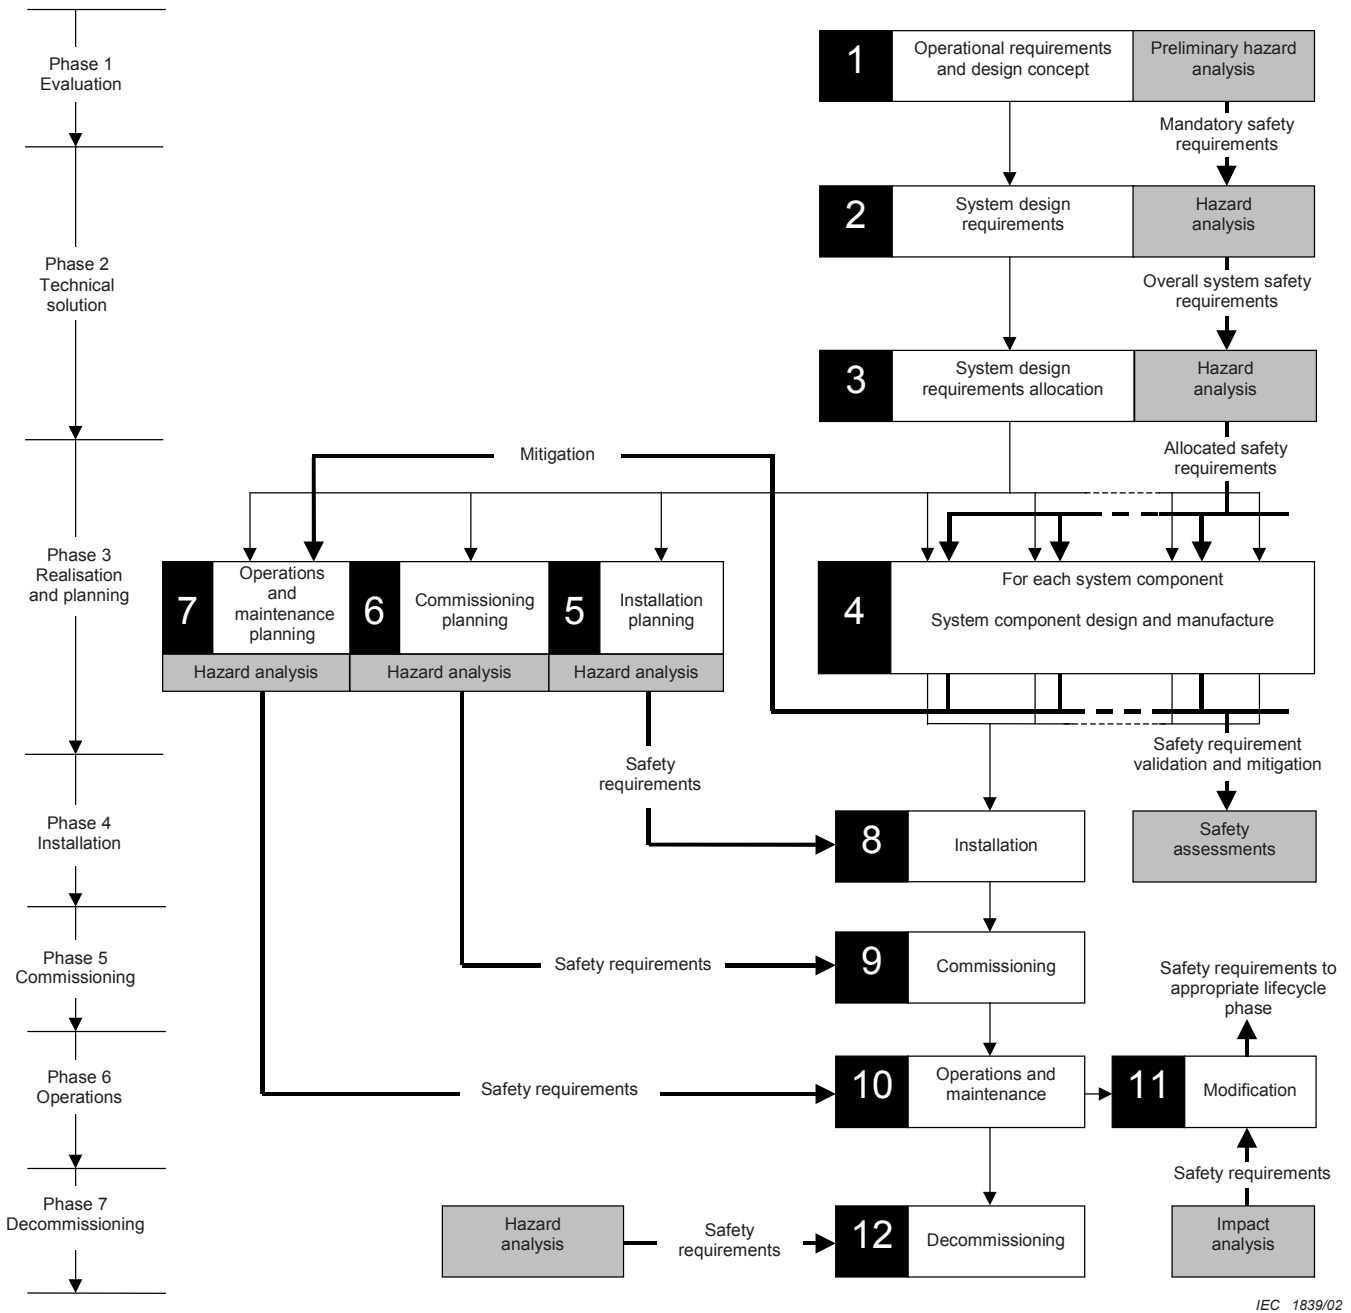 Phase 1
Evaluation
1
Operational requirements
and design concept
Preliminary hazard
analysis
Mandatory safety
requirements
2
System design
requirements
Hazard
analysis
Phase 2
Technical
solution
Overall system safety
requirements
3
System design
requirements allocation
Hazard
analysis
Mitigation
Allocated safety
requirements
Phase 3
Realisation
and planning
7
Operations
and
maintenance
planning
Hazard analysis
6
Commissioning
planning
Hazard analysis
5
Installation
planning
Hazard analysis
4
For each system component
System component design and manufacture
Safety
requirements
Safety requirement
validation and mitigation
Phase 4
Installation
8
Installation
Safety
assessments
Phase 5
Commissioning
Safety requirements
9
Commissioning
Safety requirements to
appropriate lifecycle
phase
Phase 6
Operations
Safety requirements
10
Operations and
maintenance
11
Modification
Safety requirements
Phase 7
Decommissioning
Hazard
analysis
Safety
requirements
12
Decommissioning
Impact
analysis
IEC 1839/02